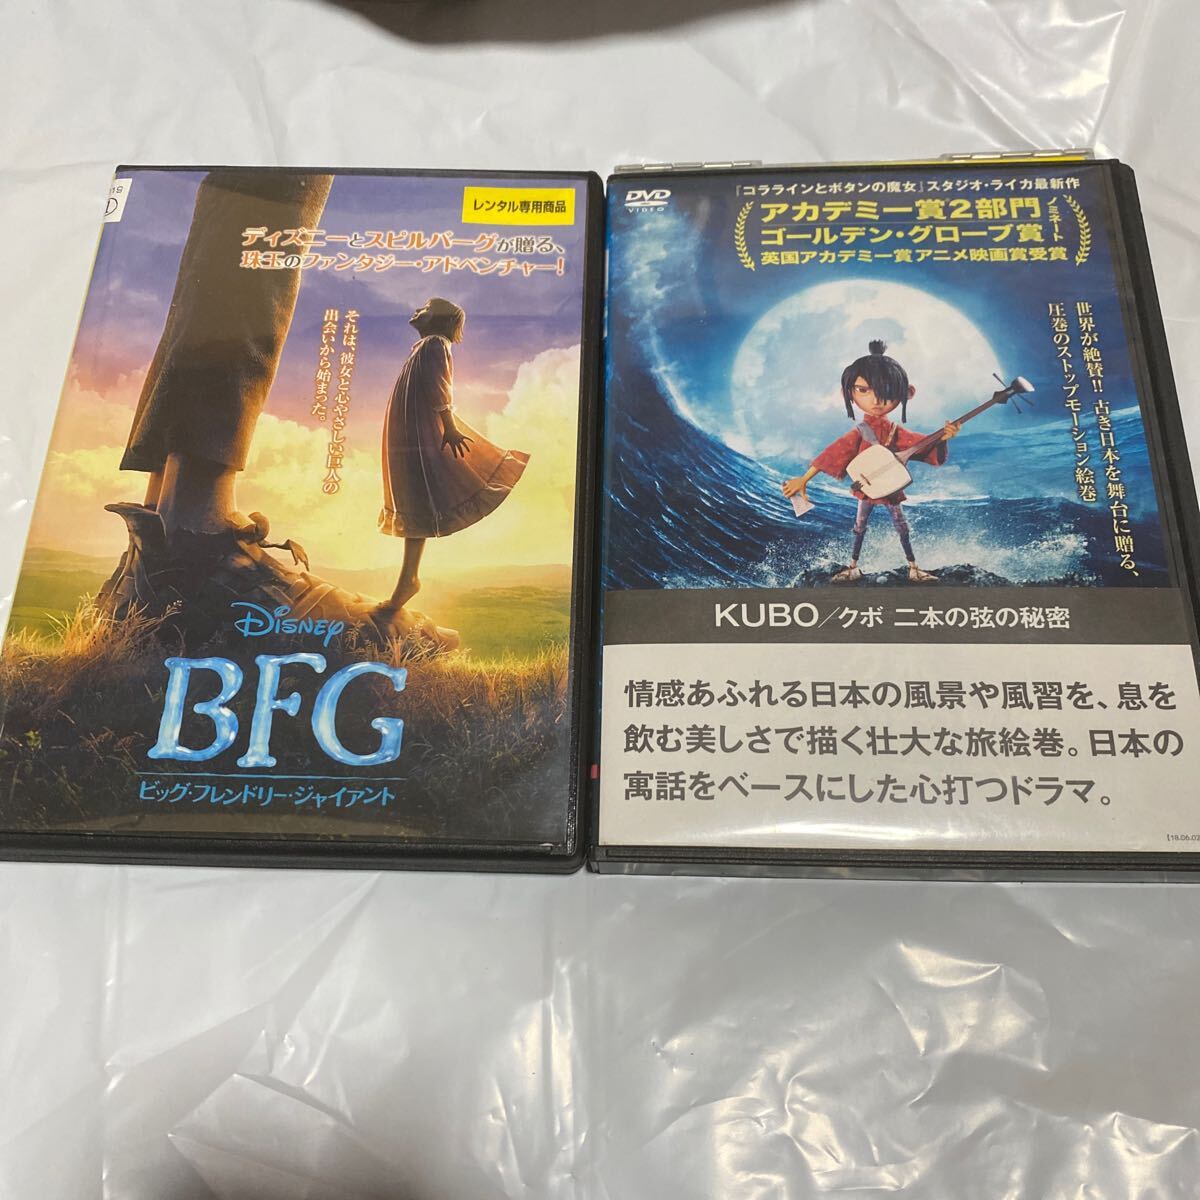 19
①
レンタル専用商品
ディズニーとスピルバーグが贈る、
珠玉のファンタジー・アドベンチャー!
それは、彼女と心やさしい巨人の
出会いから始まった。
Disney
BFG
ビッグ・フレンドリー・ジャイアント
DVD
VIDEO
『コララインとボタンの魔女』スタジオ・ライカ最新作
アカデミー賞2部門
ゴールデン・グローブ賞
ノミネート
英国アカデミー賞アニメ映画賞受賞
世界が絶賛!!古き日本を舞台に贈る、
圧巻のストップモーション絵巻
KUBO/クボ 二本の弦の秘密
情感あふれる日本の風景や風習を、息を
飲む美しさで描く壮大な旅絵巻。日本の
寓話をベースにした心打つドラマ。
【18.06.02